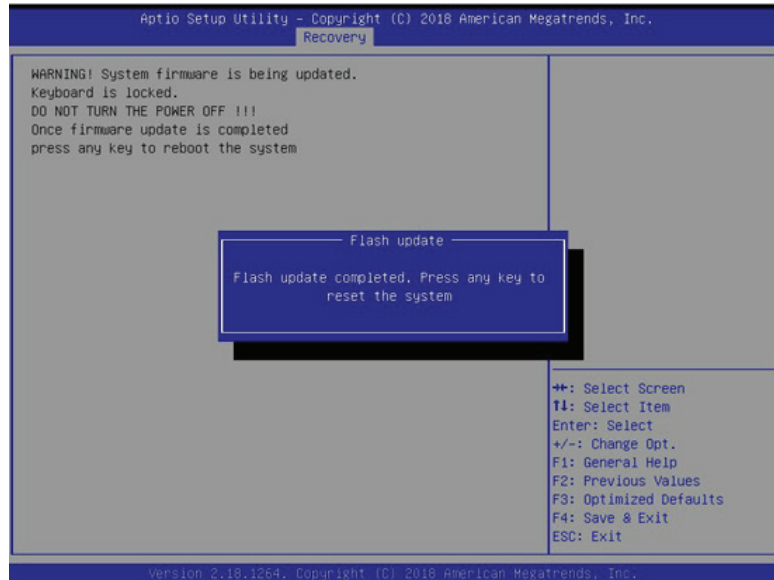 Aptio Setup Utility – Copyright (C) 2018 American Megatrends, Inc.
Recovery
WARNING! System firmware is being updated.
Keyboard is locked.
DO NOT TURN THE POWER OFF !!!
Once firmware update is completed
press any key to reboot the system
Flash update
Flash update completed. Press any key to
reset the system
→←: Select Screen
↑↓: Select Item
Enter: Select
+/-: Change Opt.
F1: General Help
F2: Previous Values
F3: Optimized Defaults
F4: Save & Exit
ESC: Exit
Version 2.18.1264. Copyright (C) 2018 American Megatrends, Inc.